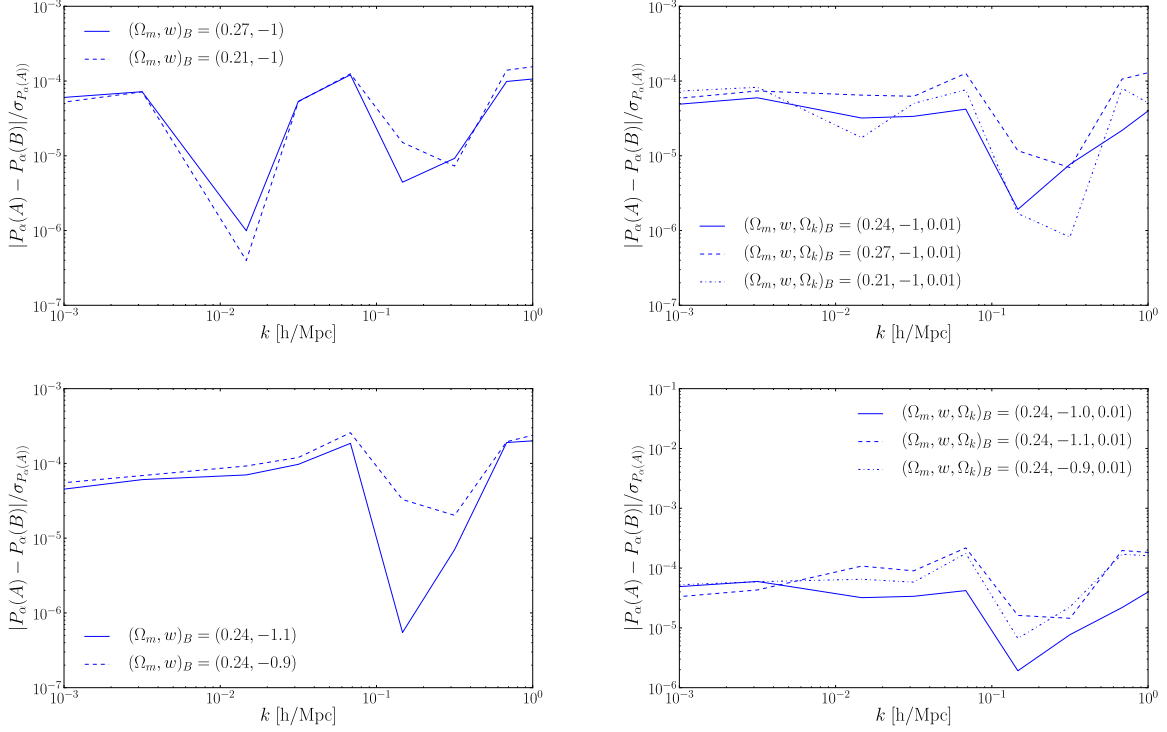 |P_α(A) − P_α(B)|/σ_{P_α(A))}
10^{-3}
10^{-4}
10^{-5}
10^{-6}
10^{-7}
(Ω_m, w)_B = (0.27, −1)
(Ω_m, w)_B = (0.21, −1)
10^{-3} 10^{-2} 10^{-1} 10^{0}
k [h/Mpc]
|P_α(A) − P_α(B)|/σ_{P_α(A))}
10^{-3}
10^{-4}
10^{-5}
10^{-6}
10^{-7}
(Ω_m, w, Ω_k)_B = (0.24, −1, 0.01)
(Ω_m, w, Ω_k)_B = (0.27, −1, 0.01)
(Ω_m, w, Ω_k)_B = (0.21, −1, 0.01)
10^{-3} 10^{-2} 10^{-1} 10^{0}
k [h/Mpc]
|P_α(A) − P_α(B)|/σ_{P_α(A))}
10^{-3}
10^{-4}
10^{-5}
10^{-6}
10^{-7}
(Ω_m, w)_B = (0.24, −1.1)
(Ω_m, w)_B = (0.24, −0.9)
10^{-3} 10^{-2} 10^{-1} 10^{0}
k [h/Mpc]
|P_α(A) − P_α(B)|/σ_{P_α(A))}
10^{-1}
10^{-2}
10^{-3}
10^{-4}
10^{-5}
10^{-6}
(Ω_m, w, Ω_k)_B = (0.24, −1.0, 0.01)
(Ω_m, w, Ω_k)_B = (0.24, −1.1, 0.01)
(Ω_m, w, Ω_k)_B = (0.24, −0.9, 0.01)
10^{-3} 10^{-2} 10^{-1} 10^{0}
k [h/Mpc]